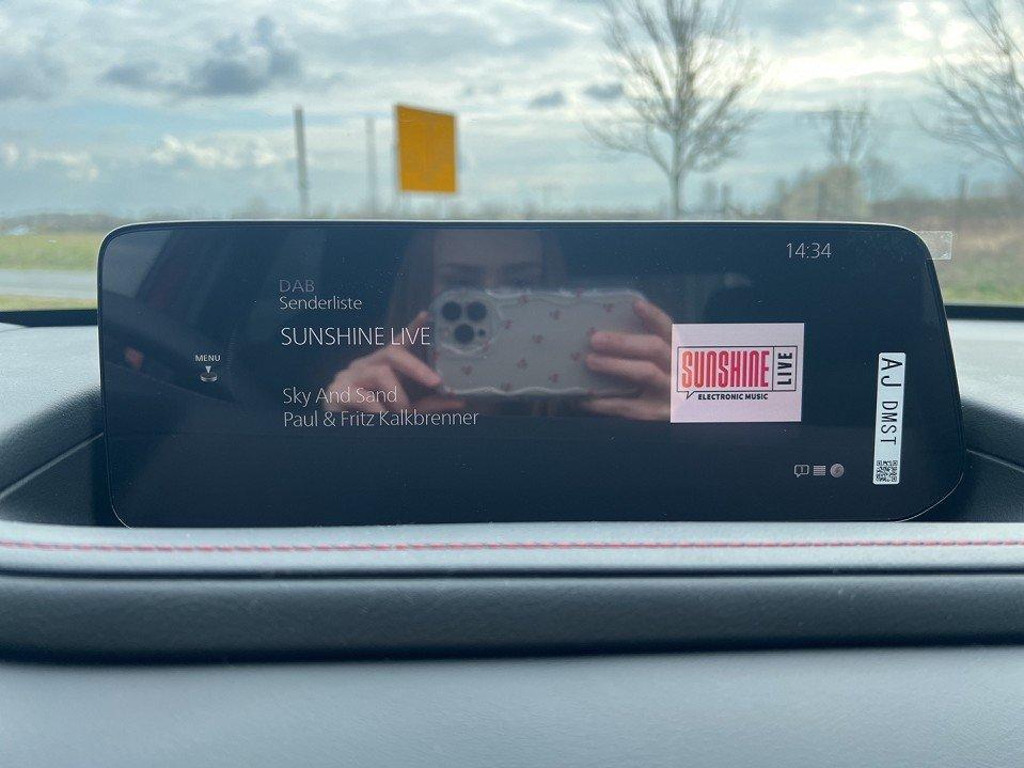 14:34
DAB
Senderliste
SUNSHINE LIVE
MENU
Sky And Sand
Paul & Fritz Kalkbrenner
SUNSHINE
LIVE
ELECTRONIC MUSIC
AJ DMST
1